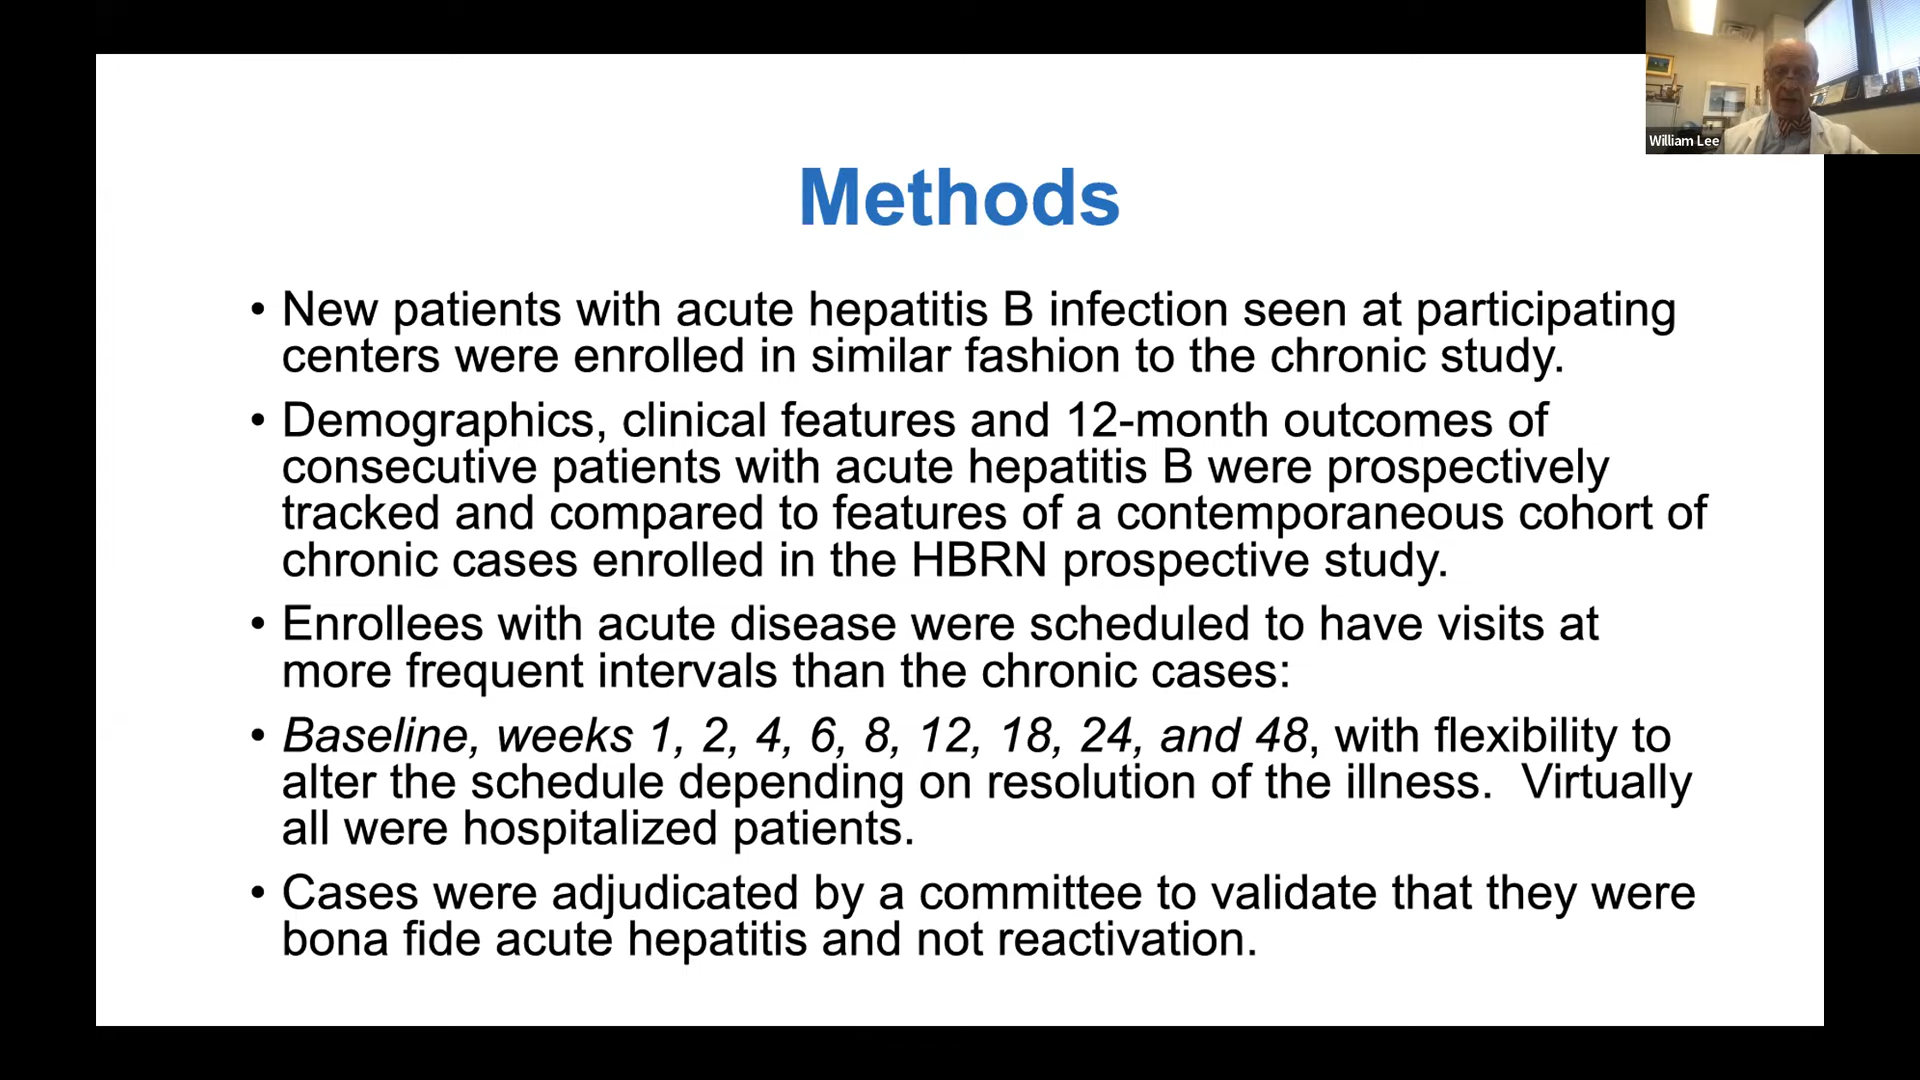 William Lee
Methods
• New patients with acute hepatitis B infection seen at participating
centers were enrolled in similar fashion to the chronic study.
• Demographics, clinical features and 12-month outcomes of
consecutive patients with acute hepatitis B were prospectively
tracked and compared to features of a contemporaneous cohort of
chronic cases enrolled in the HBRN prospective study.
• Enrollees with acute disease were scheduled to have visits at
more frequent intervals than the chronic cases:
• Baseline, weeks 1, 2, 4, 6, 8, 12, 18, 24, and 48, with flexibility to
alter the schedule depending on resolution of the illness.  Virtually
all were hospitalized patients.
• Cases were adjudicated by a committee to validate that they were
bona fide acute hepatitis and not reactivation.